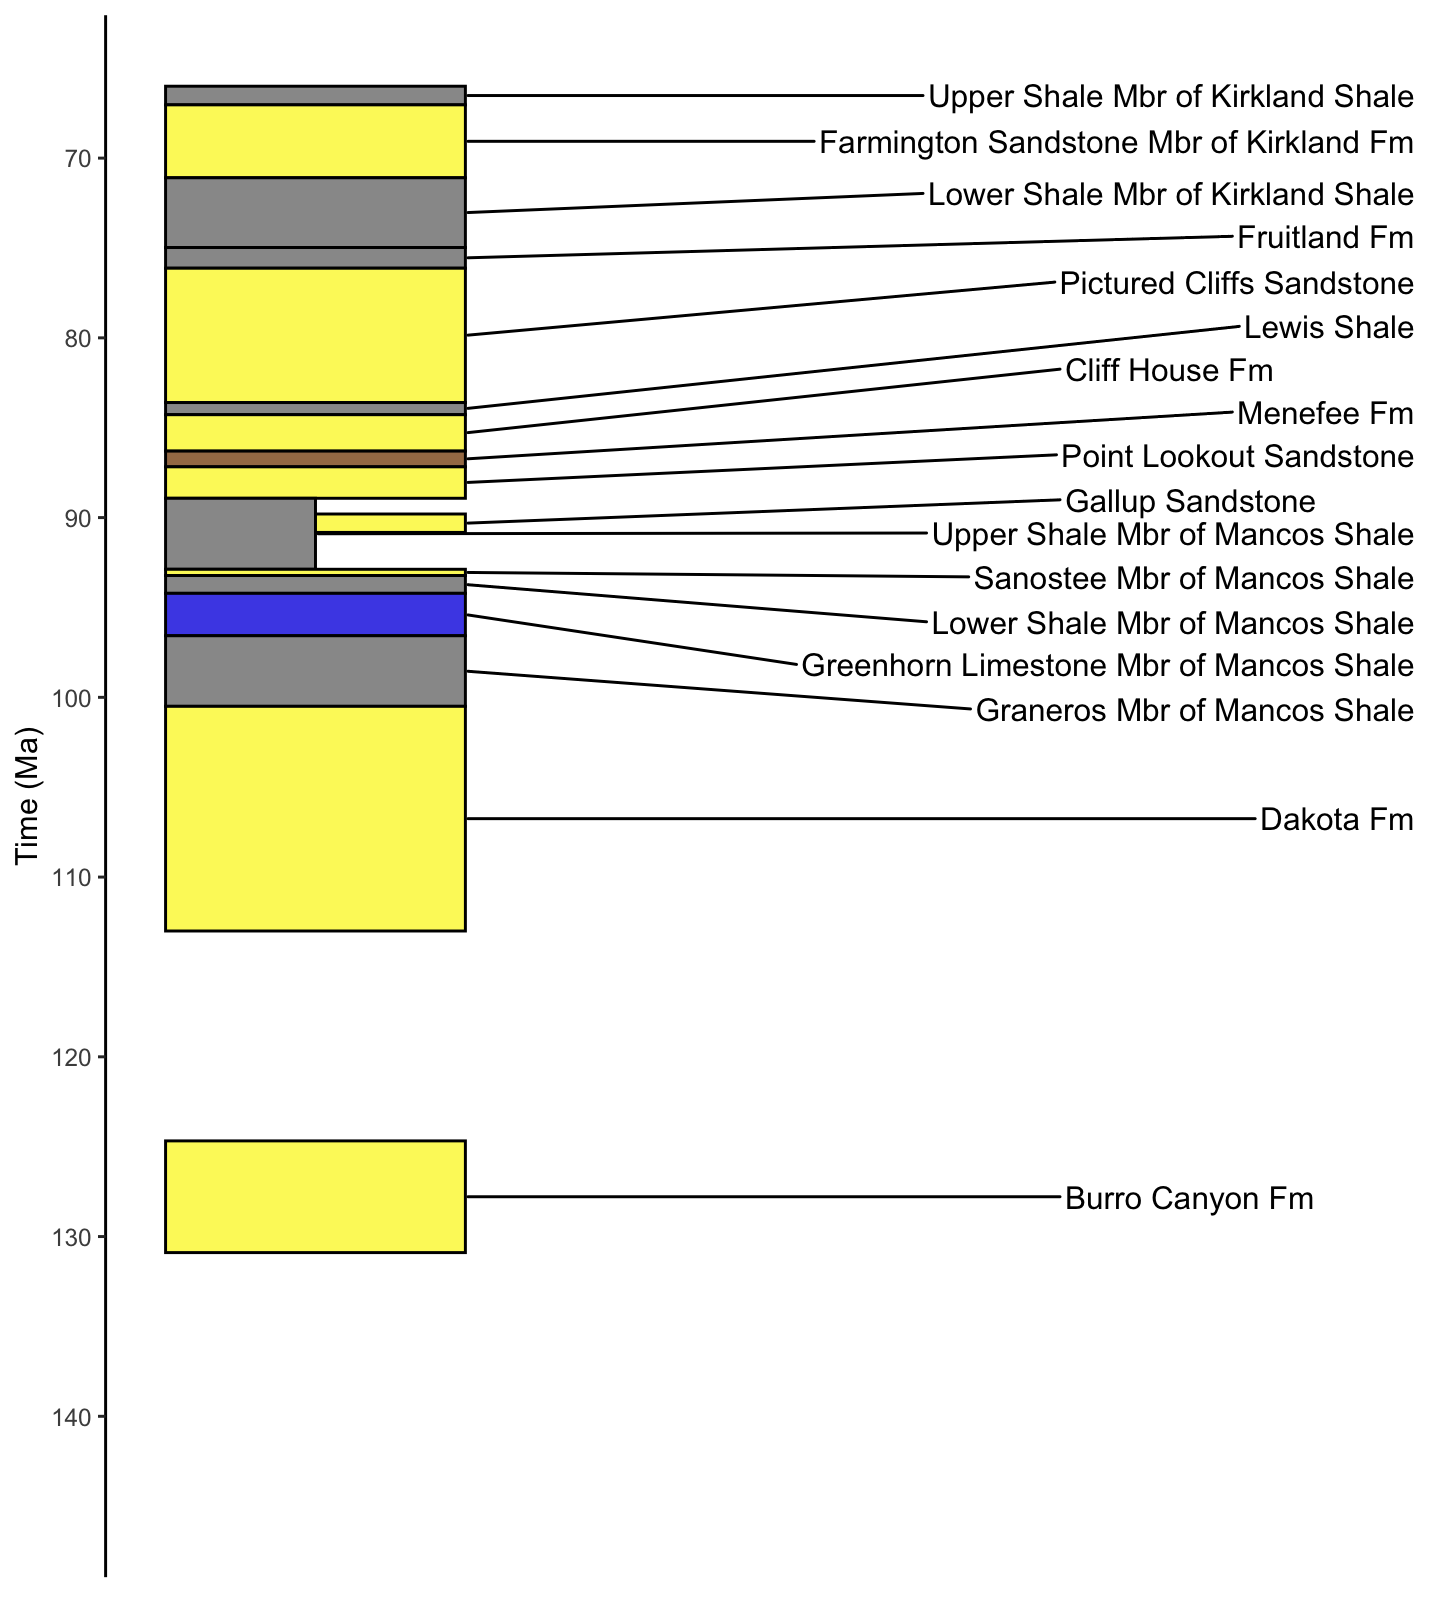 Upper Shale Mbr of Kirkland Shale
Farmington Sandstone Mbr of Kirkland Fm
70
Lower Shale Mbr of Kirkland Shale
Fruitland Fm
Pictured Cliffs Sandstone
Lewis Shale
80
Cliff House Fm
Menefee Fm
Point Lookout Sandstone
Gallup Sandstone
90
Upper Shale Mbr of Mancos Shale
Sanostee Mbr of Mancos Shale
Lower Shale Mbr of Mancos Shale
Greenhorn Limestone Mbr of Mancos Shale
100
Graneros Mbr of Mancos Shale
Time (Ma)
Dakota Fm
110
120
Burro Canyon Fm
130
140